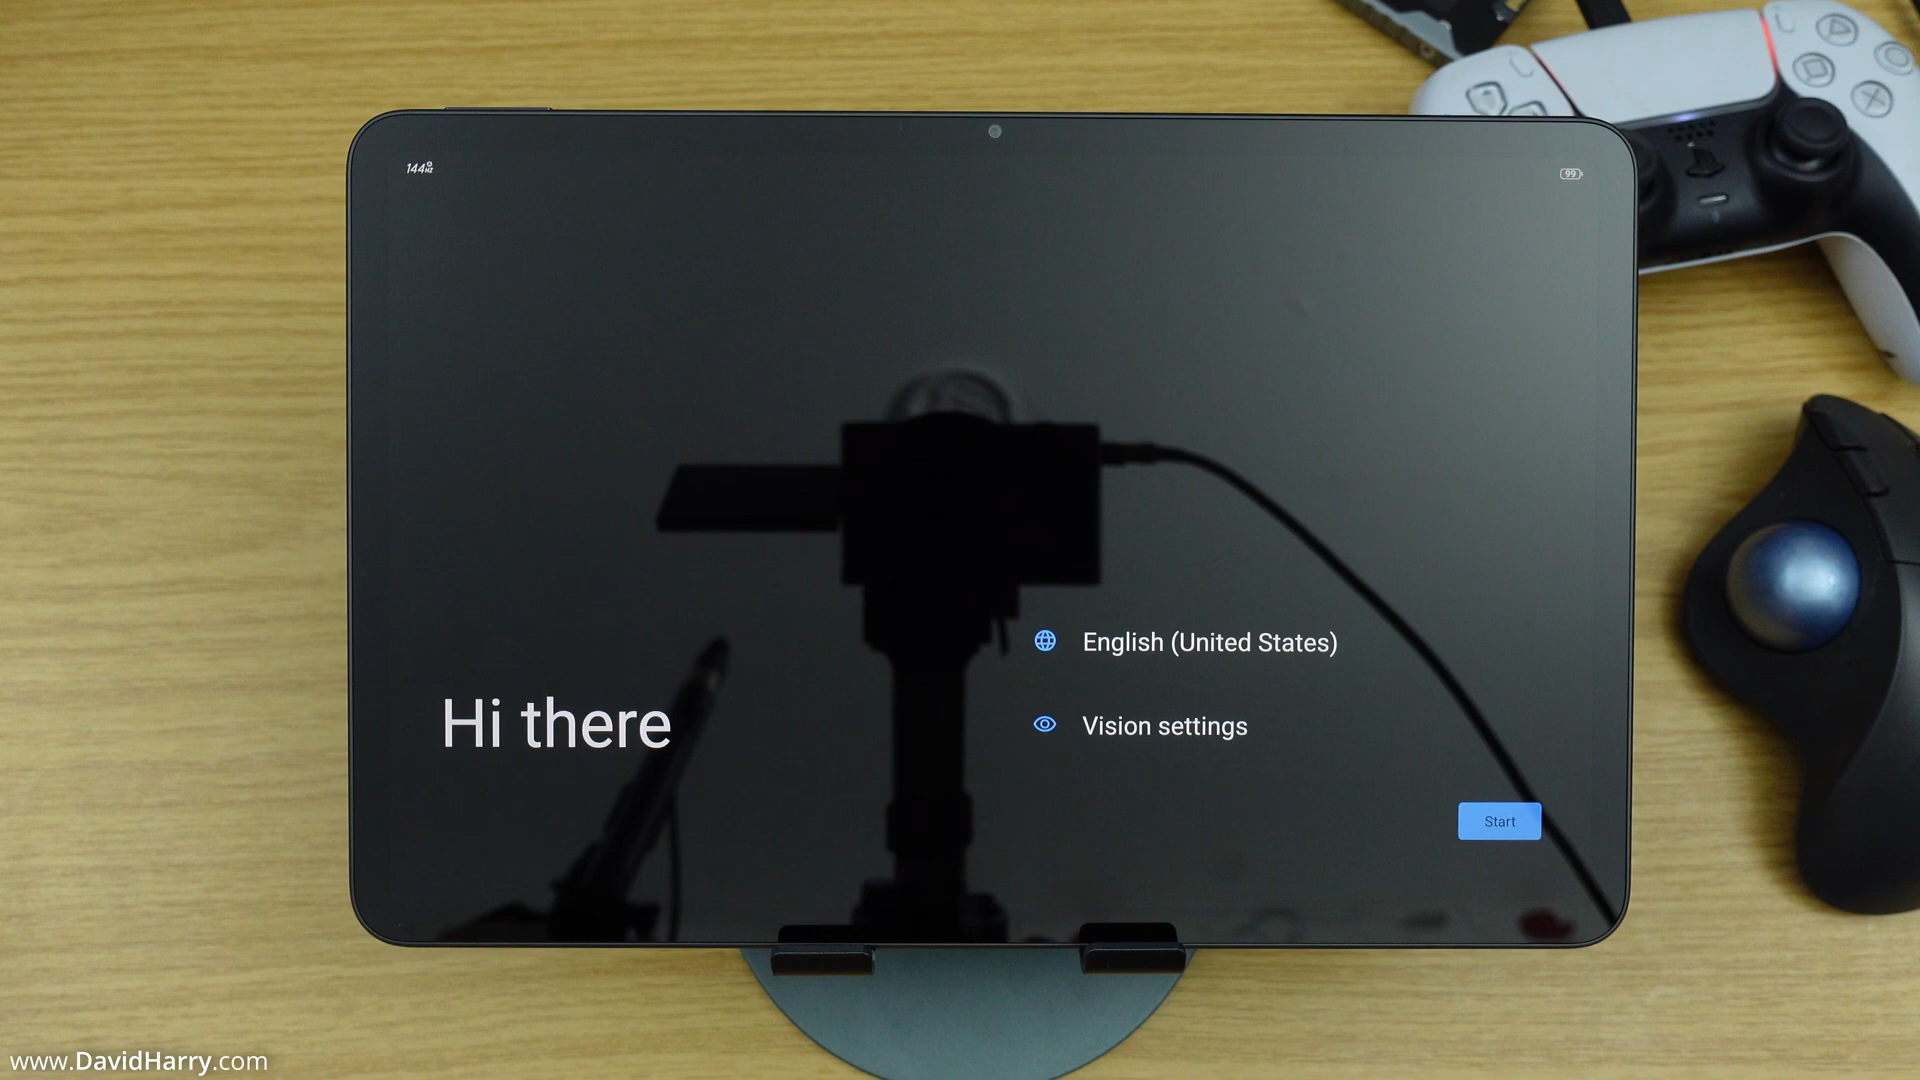 144Hz
99
English (United States)
Vision settings
Hi there
Start
www.DavidHarry.com